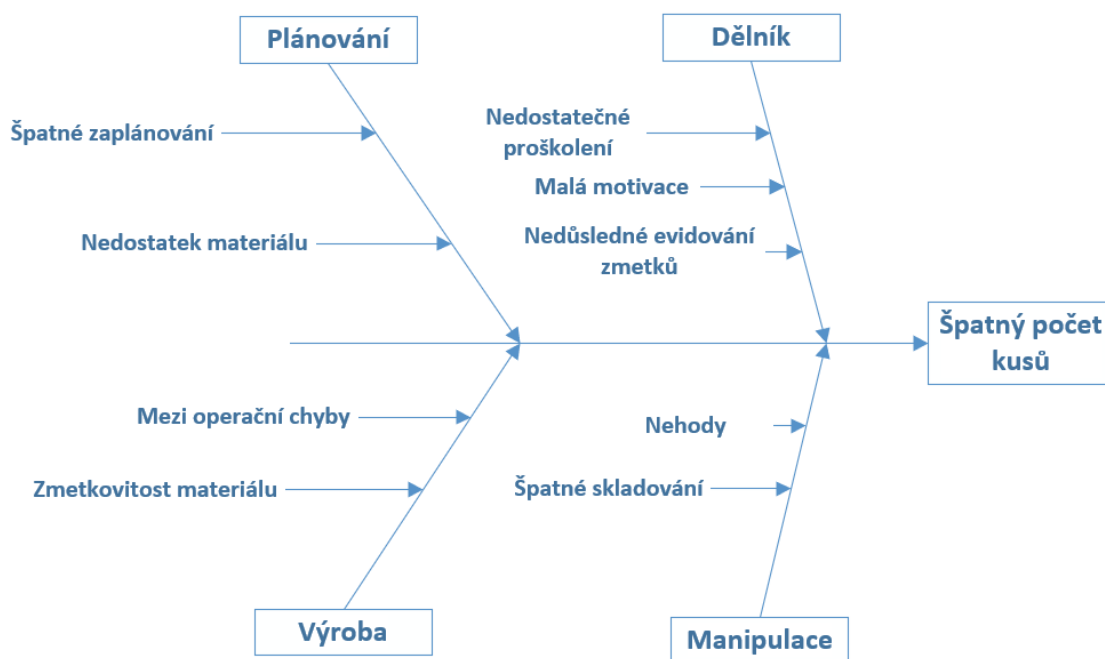 Plánování
Dělník
Špatné zaplánování
Nedostatečné
proškolení
Malá motivace
Nedostatek materiálu
Nedůsledné evidování
zmetků
Špatný počet
kusů
Mezi operační chyby
Nehody
Zmetkovitost materiálu
Špatné skladování
Výroba
Manipulace